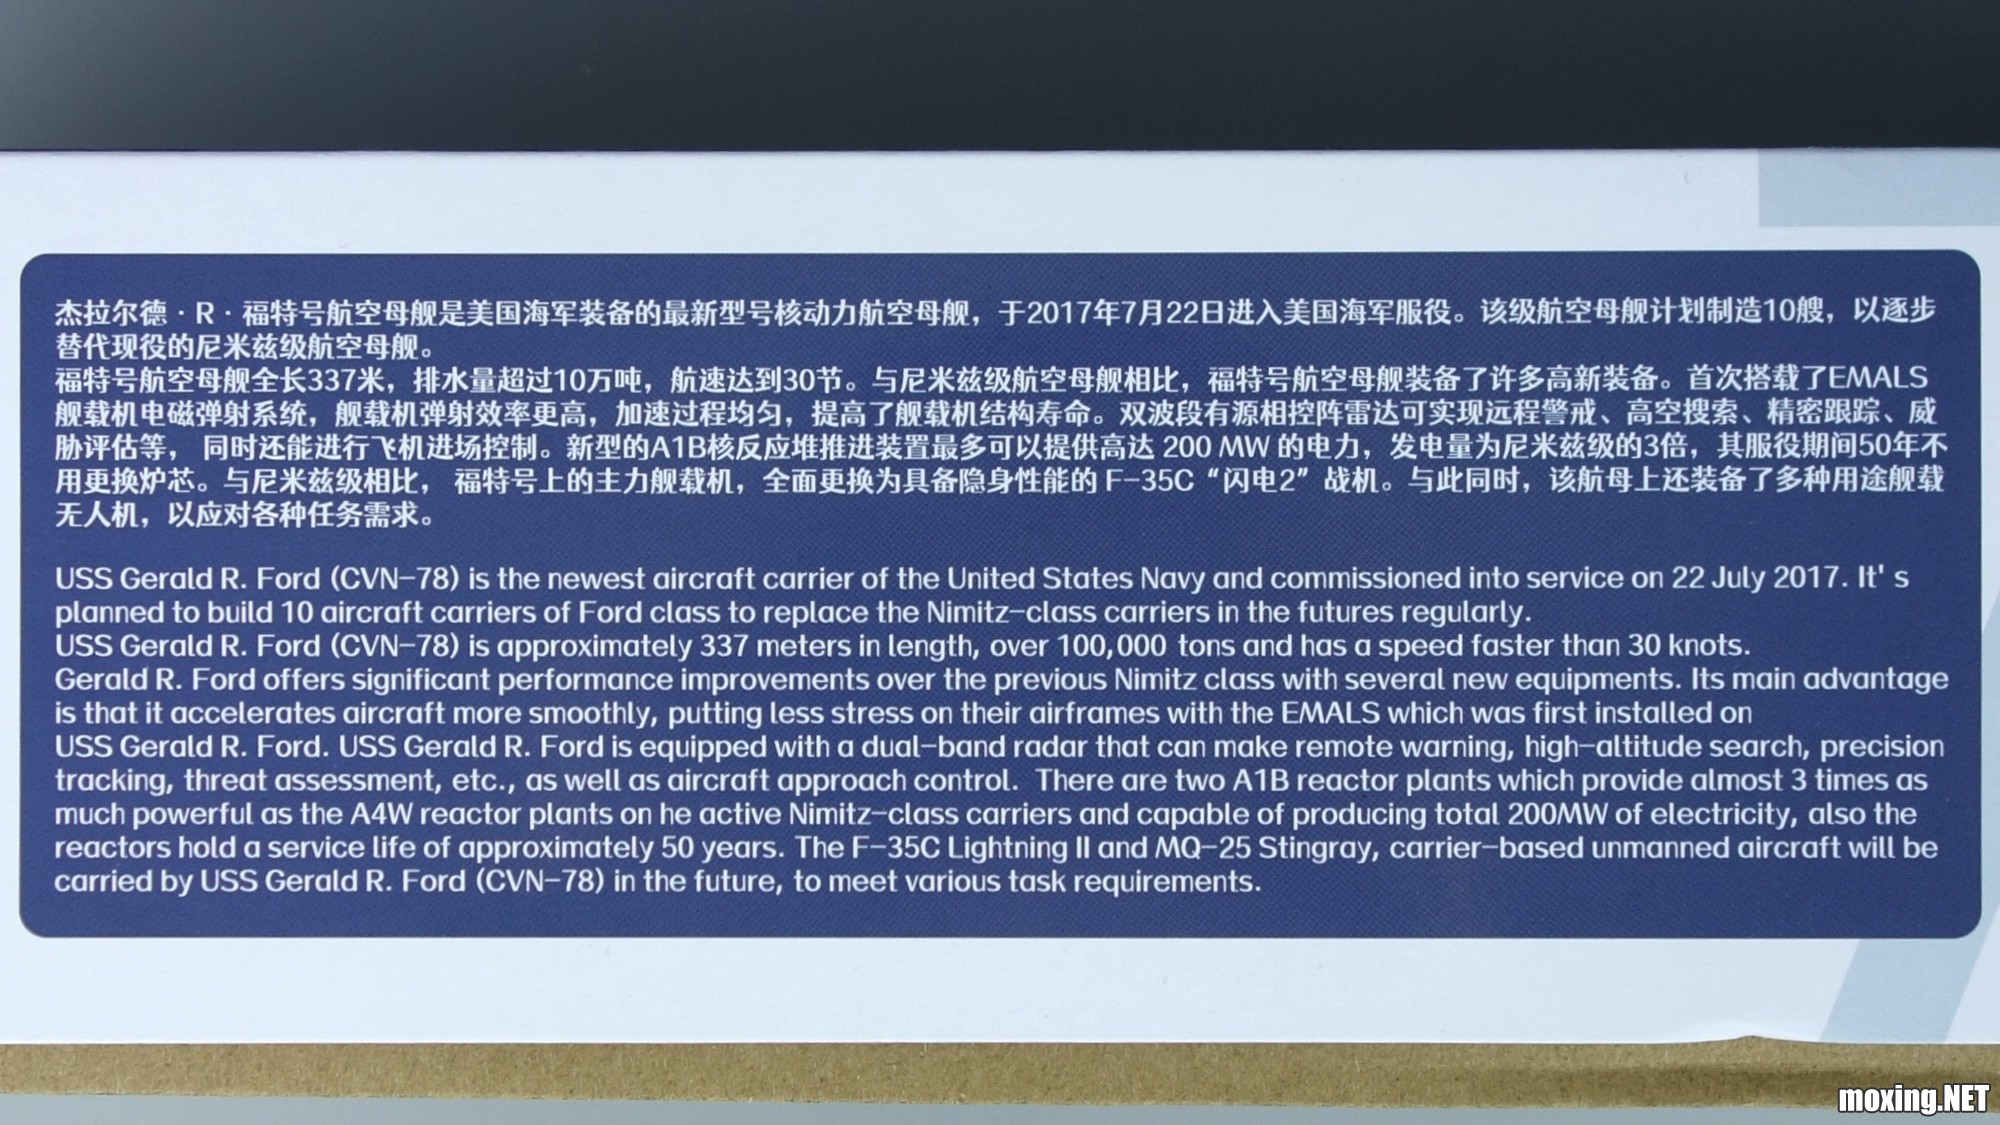 杰拉尔德·R·福特号航空母舰是美国海军装备的最新型号核动力航空母舰，于2017年7月22日进入美国海军服役。该级航空母舰计划制造10艘，以逐步
替代现役的尼米兹级航空母舰。
福特号航空母舰全长337米，排水量超过10万吨，航速达到30节。与尼米兹级航空母舰相比，福特号航空母舰装备了许多高新装备。首次搭载了EMALS
舰载机电磁弹射系统，舰载机弹射效率更高，加速过程均匀，提高了舰载机结构寿命。双波段有源相控阵雷达可实现远程警戒、高空搜索、精密跟踪、威
胁评估等， 同时还能进行飞机进场控制。新型的A1B核反应堆推进装置最多可以提供高达 200 MW 的电力，发电量为尼米兹级的3倍，其服役期间50年不
用更换炉芯。与尼米兹级相比， 福特号上的主力舰载机，全面更换为具备隐身性能的 F-35C“闪电2”战机。与此同时，该航母上还装备了多种用途舰载
无人机，以应对各种任务需求。
USS Gerald R. Ford (CVN-78) is the newest aircraft carrier of the United States Navy and commissioned into service on 22 July 2017. It' s
planned to build 10 aircraft carriers of Ford class to replace the Nimitz-class carriers in the futures regularly.
USS Gerald R. Ford (CVN-78) is approximately 337 meters in length, over 100,000 tons and has a speed faster than 30 knots.
Gerald R. Ford offers significant performance improvements over the previous Nimitz class with several new equipments. Its main advantage
is that it accelerates aircraft more smoothly, putting less stress on their airframes with the EMALS which was first installed on
USS Gerald R. Ford. USS Gerald R. Ford is equipped with a dual-band radar that can make remote warning, high-altitude search, precision
tracking, threat assessment, etc., as well as aircraft approach control.  There are two A1B reactor plants which provide almost 3 times as
much powerful as the A4W reactor plants on he active Nimitz-class carriers and capable of producing total 200MW of electricity, also the
reactors hold a service life of approximately 50 years. The F-35C Lightning II and MQ-25 Stingray, carrier-based unmanned aircraft will be
carried by USS Gerald R. Ford (CVN-78) in the future, to meet various task requirements.
moxing.NET